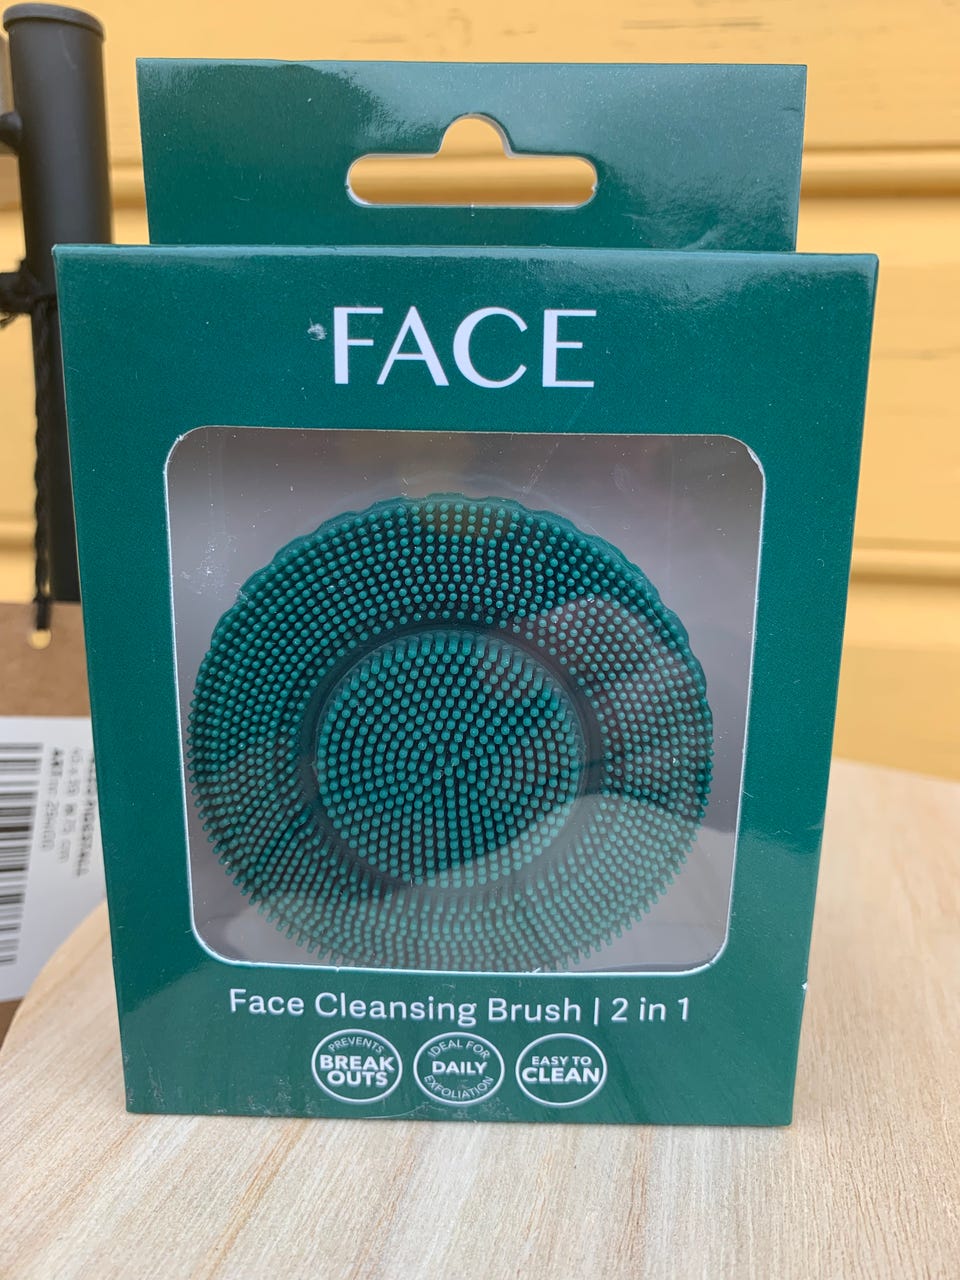 FACE
Face Cleansing Brush | 2 in 1
PREVENTS
BREAK
OUTS
IDEAL FOR
DAILY
EXFOLIATION
EASY TO
CLEAN